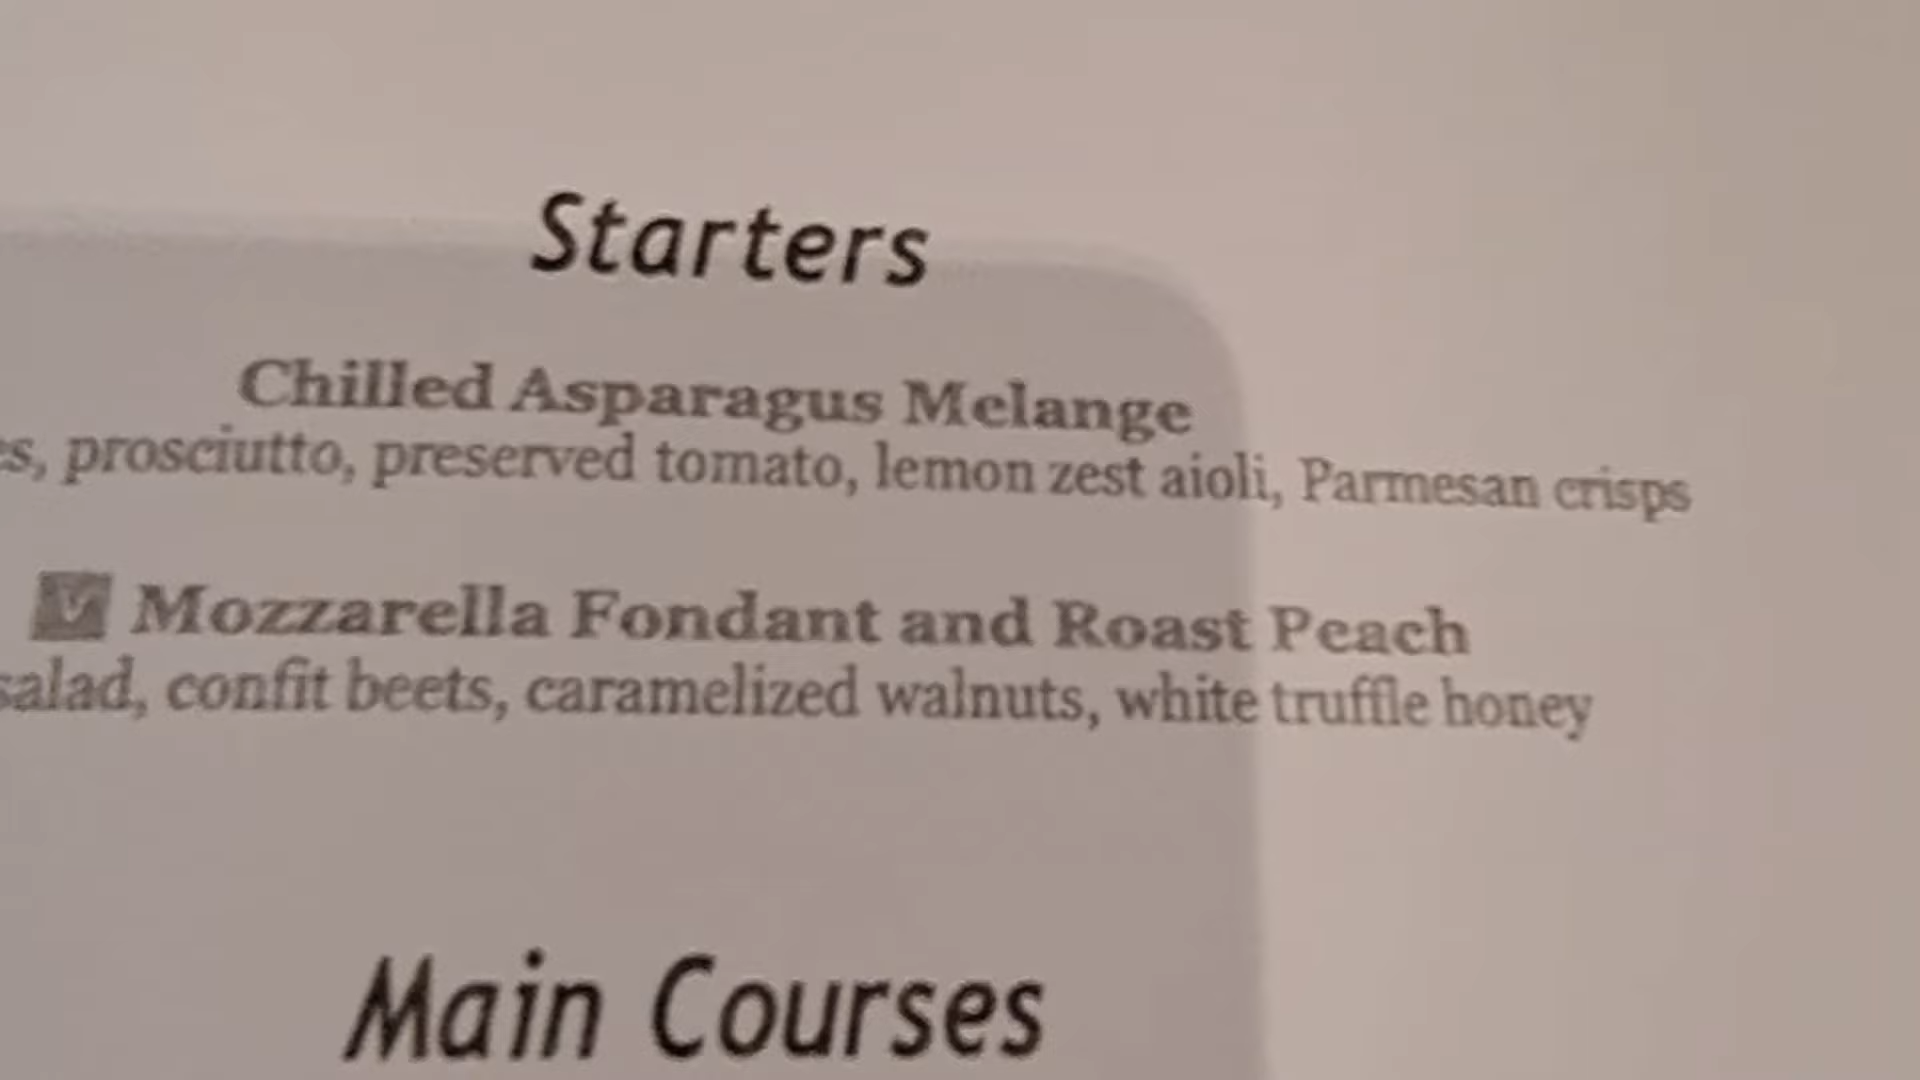 Starters
Chilled Asparagus Melange
prosciutto, preserved tomato, lemon zest aioli, Parmesan crisps
V Mozzarella Fondant and Roast Peach
salad, confit beets, caramelized walnuts, white truffle honey
Main Courses